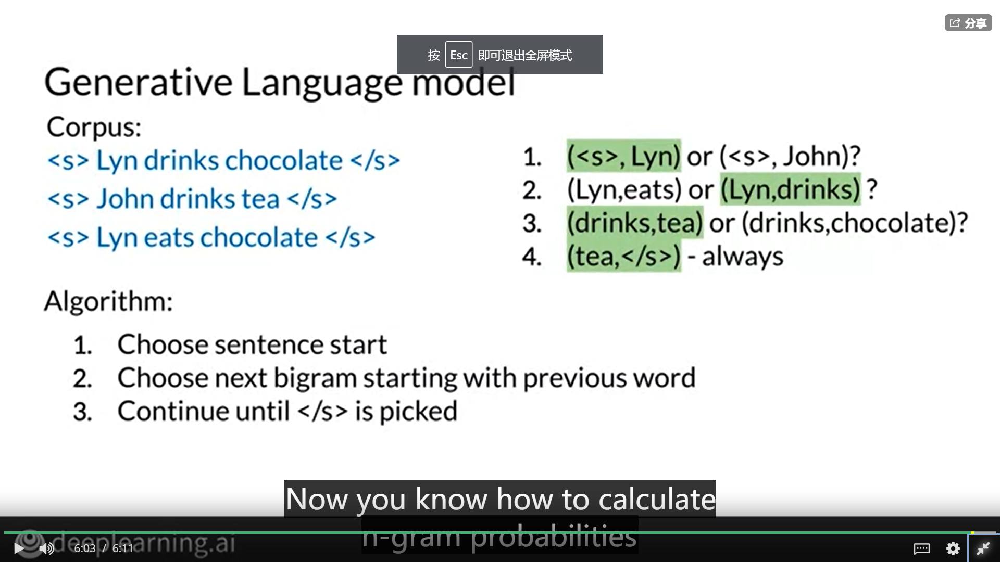 分享
按 Esc 即可退出全屏模式
Generative Language model
Corpus:
<s> Lyn drinks chocolate </s>
<s> John drinks tea </s>
<s> Lyn eats chocolate </s>
1. (<s>, Lyn) or (<s>, John)?
2. (Lyn,eats) or (Lyn,drinks) ?
3. (drinks,tea) or (drinks,chocolate)?
4. (tea,</s>) - always
Algorithm:
1. Choose sentence start
2. Choose next bigram starting with previous word
3. Continue until </s> is picked
Now you know how to calculate
n-gram probabilities
deeplearning.ai
6:03 / 6:11